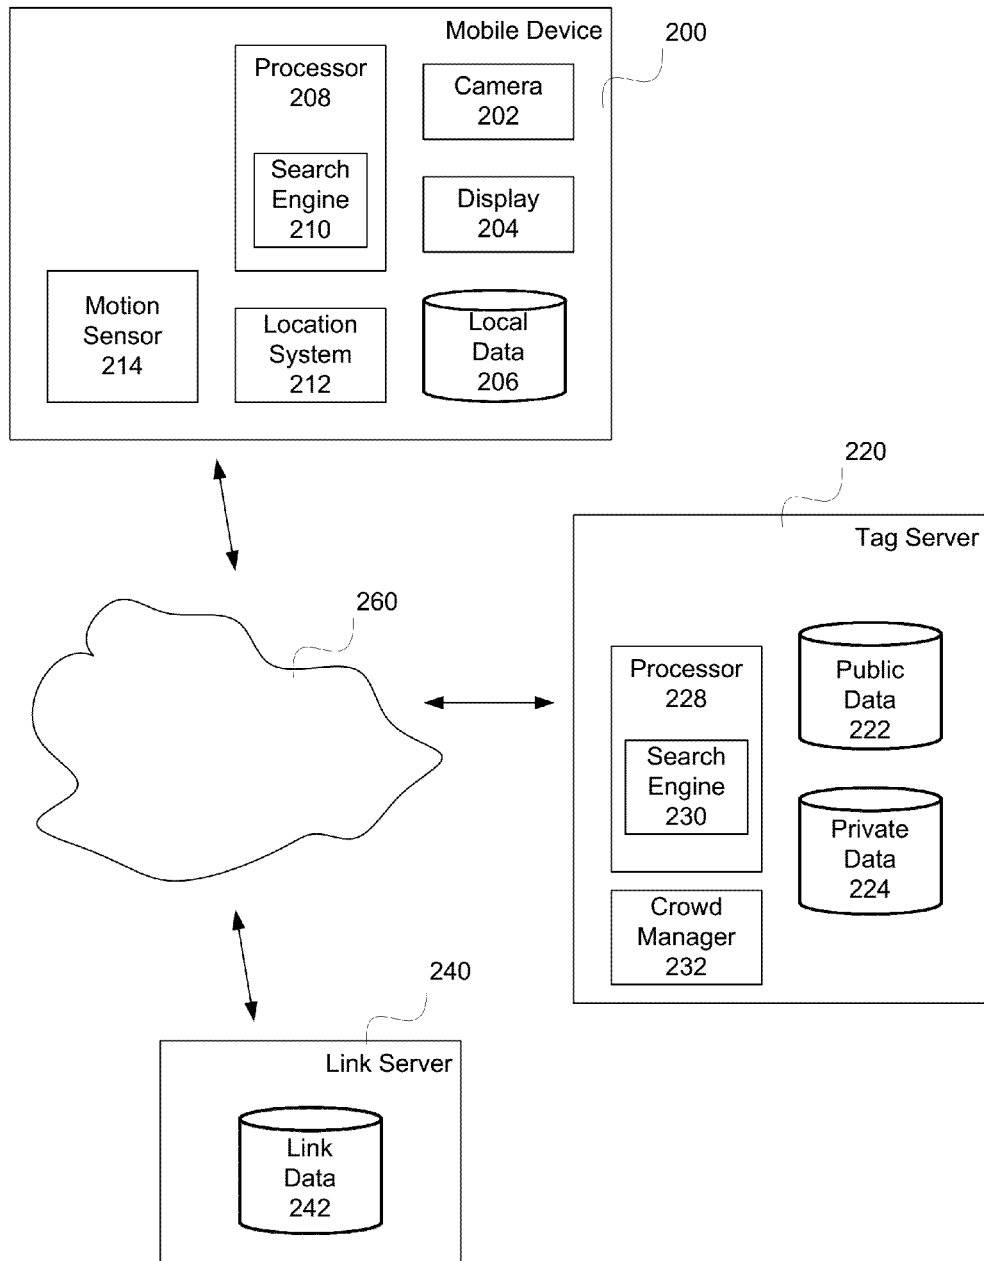 Mobile Device
200
Processor
208
Search
Engine
210
Camera
202
Display
204
Motion
Sensor
214
Location
System
212
Local
Data
206
220
Tag Server
260
Processor
228
Search
Engine
230
Public
Data
222
Private
Data
224
Crowd
Manager
232
240
Link Server
Link
Data
242